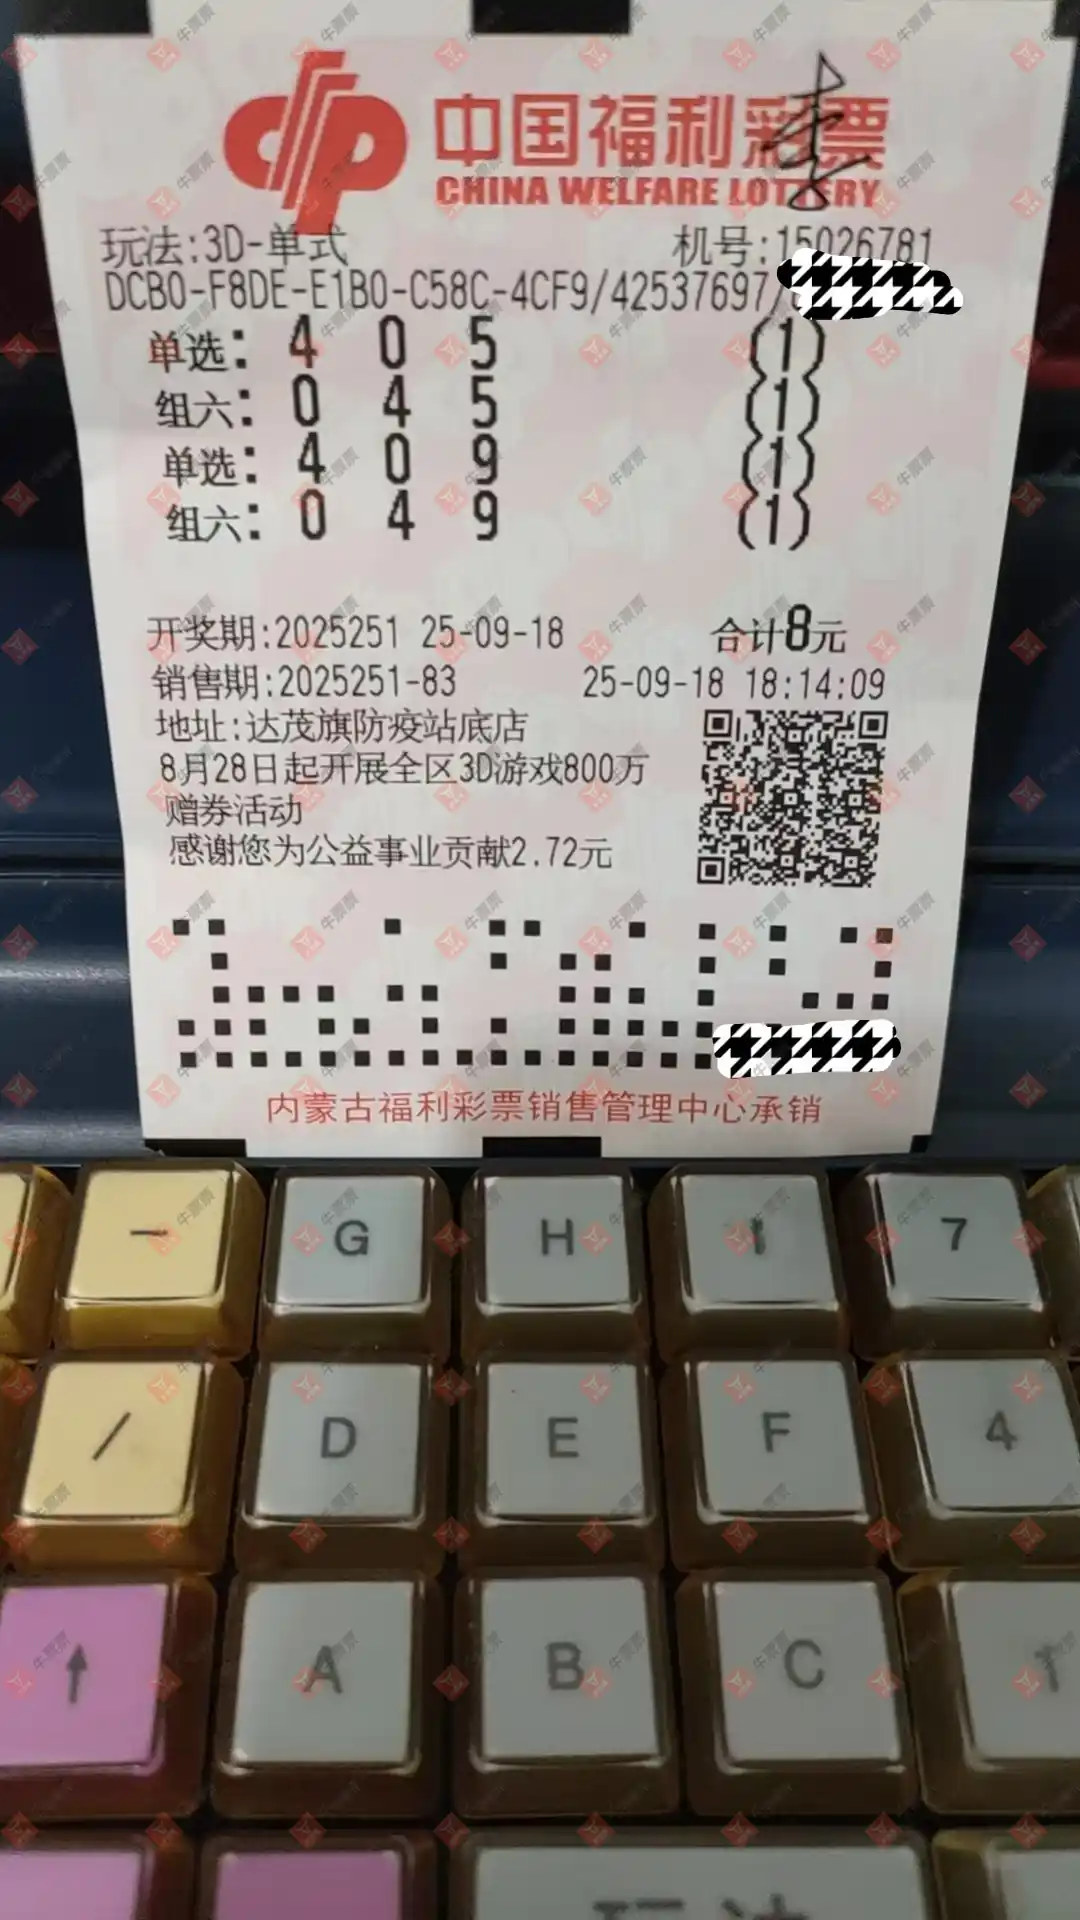 中国福利彩票
CHINA WELFARE LOTTERY
玩法:3D-单式 机号:15026781
DCB0-F8DE-E1B0-C58C-4CF9/42537697/
单选: 4 0 5 (1)
组六: 0 4 5 (1)
单选: 4 0 9 (1)
组六: 0 4 9 (1)
开奖期:2025251 25-09-18 合计8元
销售期:2025251-83 25-09-18 18:14:09
地址:达茂旗防疫站底店
8月28日起开展全区3D游戏800万
赠券活动
感谢您为公益事业贡献2.72元
内蒙古福利彩票销售管理中心承销
- G H I 7
/ D E F 4
↑ A B C 1
牛票票